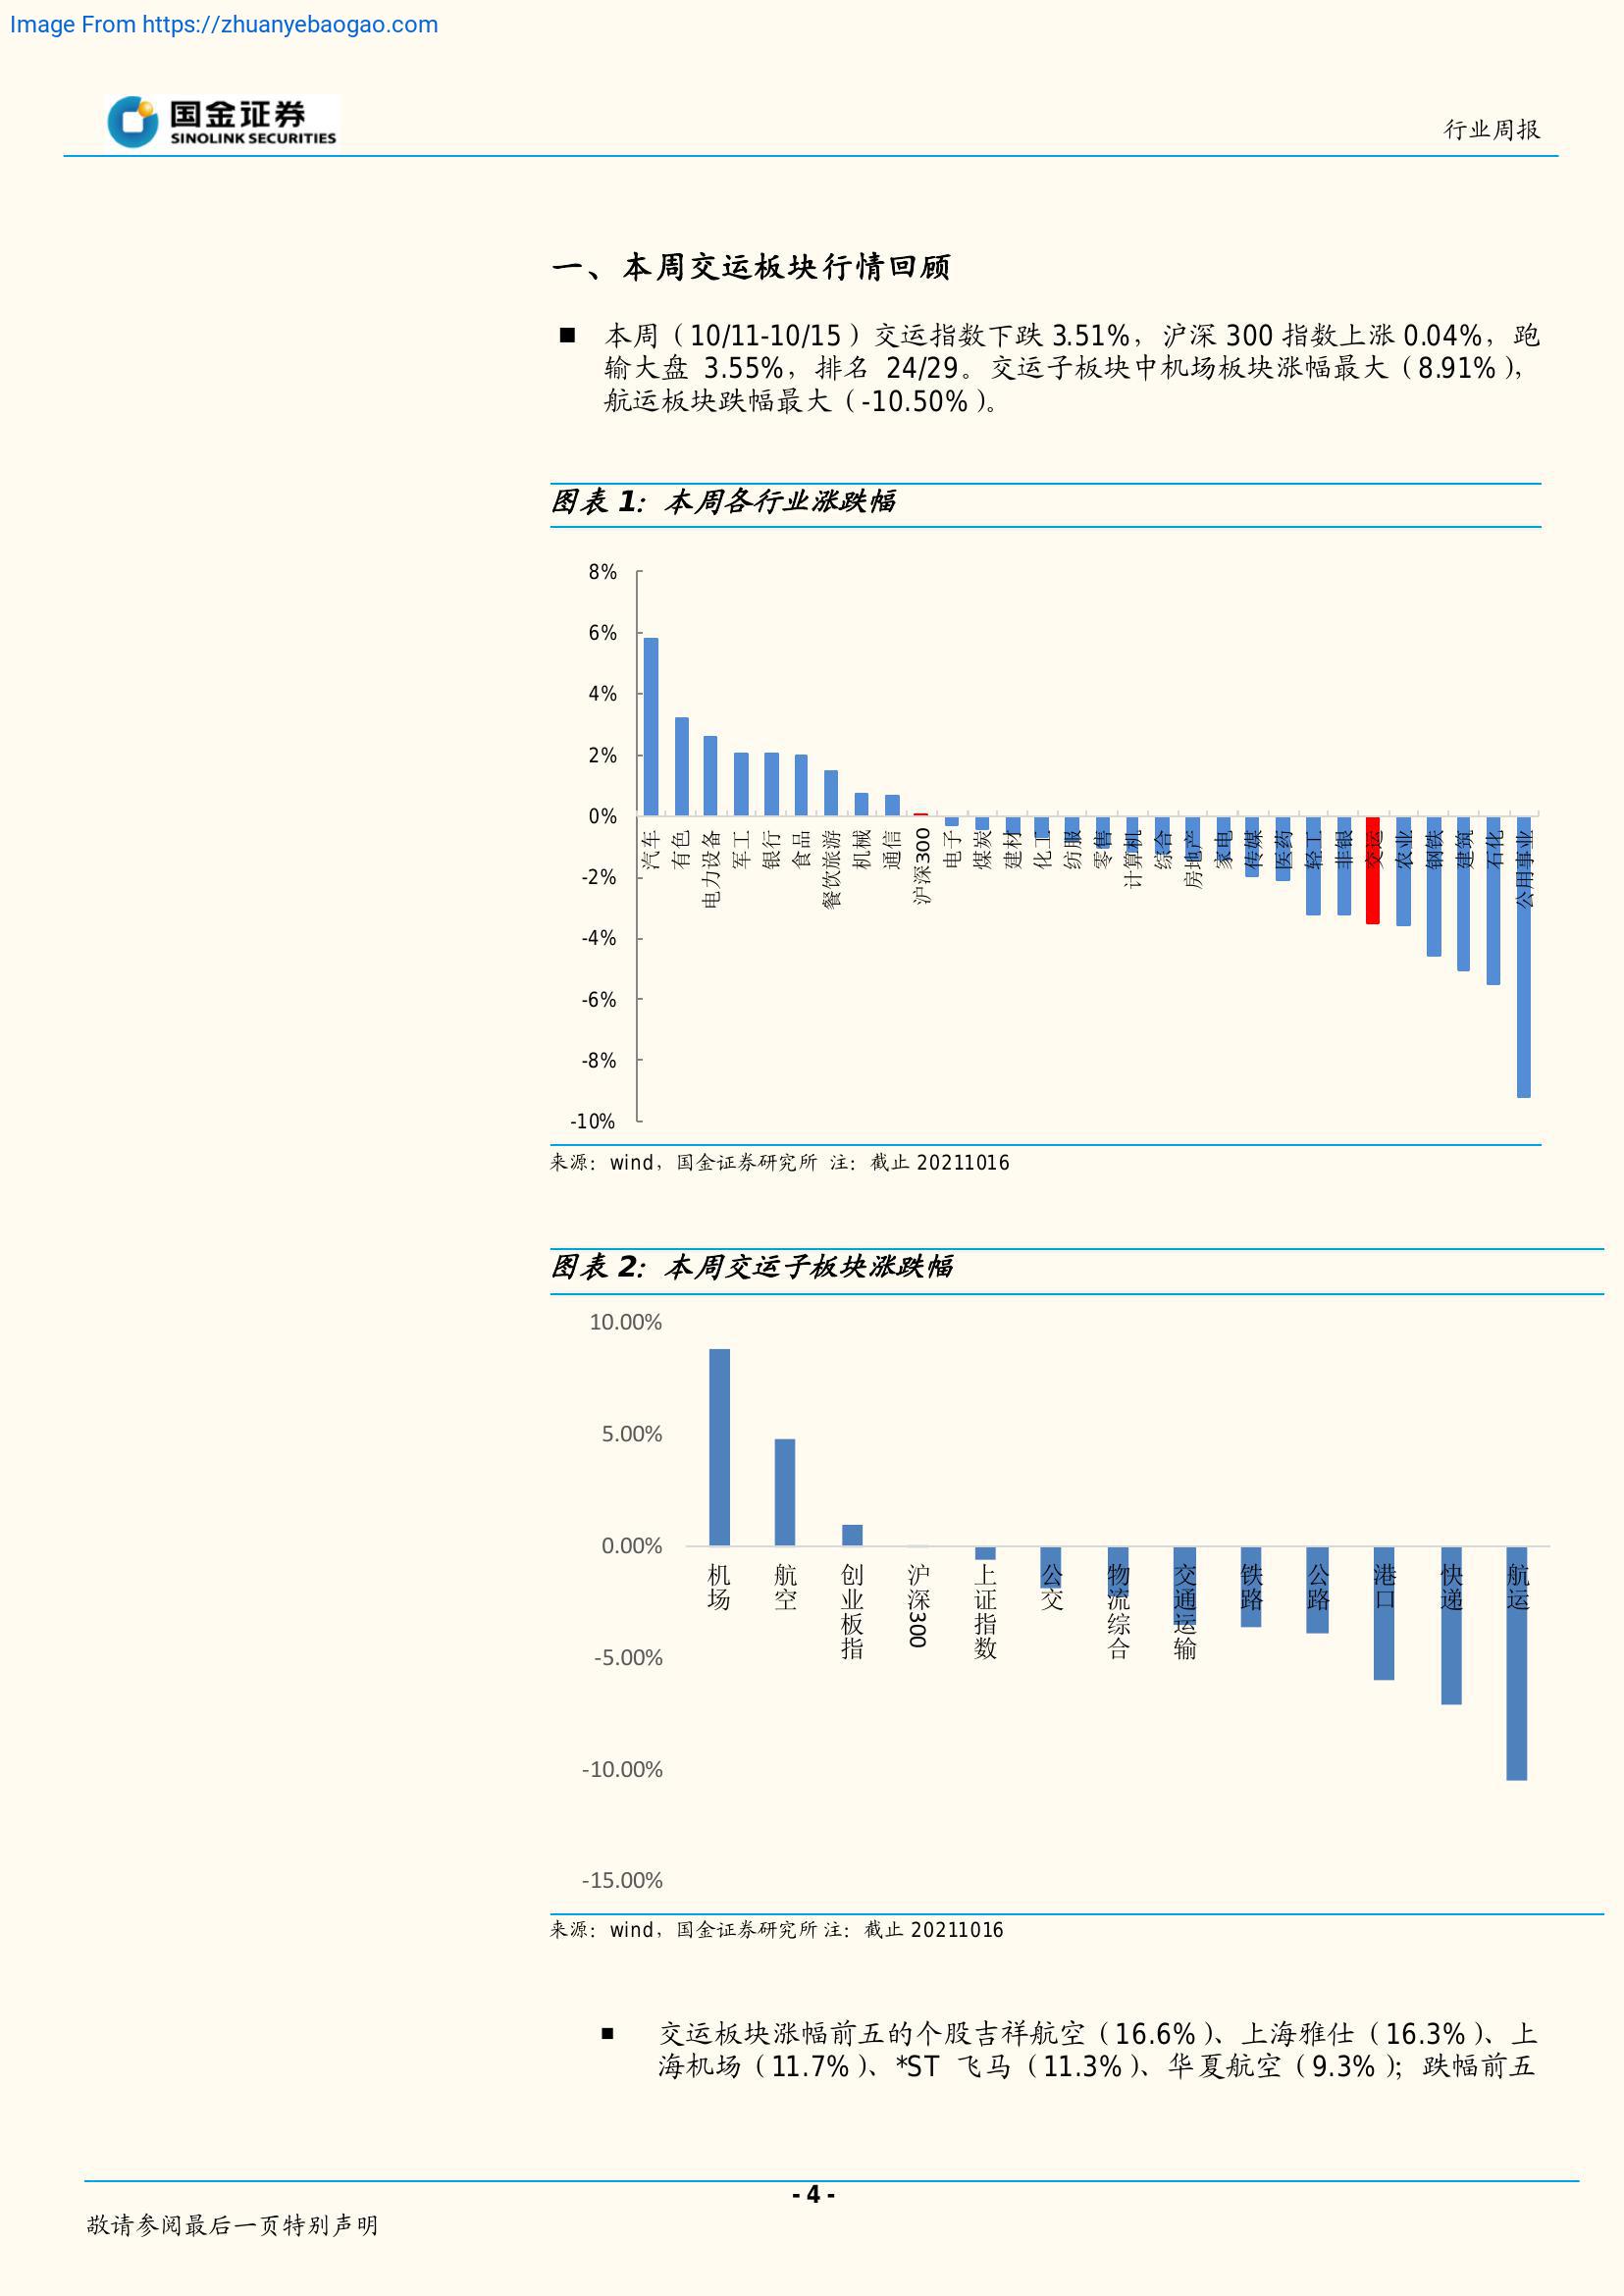 Image From https://zhuanyebaogao.com
国金证券
SINOLINK SECURITIES
行业周报
一、本周交运板块行情回顾
■ 本周（10/11-10/15）交运指数下跌 3.51%，沪深 300 指数上涨 0.04%，跑
输大盘 3.55%，排名 24/29。交运子板块中机场板块涨幅最大（8.91%），
航运板块跌幅最大（-10.50%）。
图表 1：本周各行业涨跌幅
8%
6%
4%
2%
0%
-2%
-4%
-6%
-8%
-10%
汽车
有色
电力设备
军工
银行
食品
餐饮旅游
机械
通信
沪深300
电子
煤炭
建材
化工
纺服
零售
计算机
综合
房地产
家电
传媒
医药
轻工
非银
交运
农业
钢铁
建筑
石化
公用事业
来源：wind，国金证券研究所 注：截止 20211016
图表 2：本周交运子板块涨跌幅
10.00%
5.00%
0.00%
-5.00%
-10.00%
-15.00%
机场
航空
创业板指
沪深300
上证指数
公交
物流综合
交通运输
铁路
公路
港口
快递
航运
来源：wind，国金证券研究所 注：截止 20211016
■ 交运板块涨幅前五的个股吉祥航空（16.6%）、上海雅仕（16.3%）、上
海机场（11.7%）、*ST 飞马（11.3%）、华夏航空（9.3%）；跌幅前五
- 4 -
敬请参阅最后一页特别声明